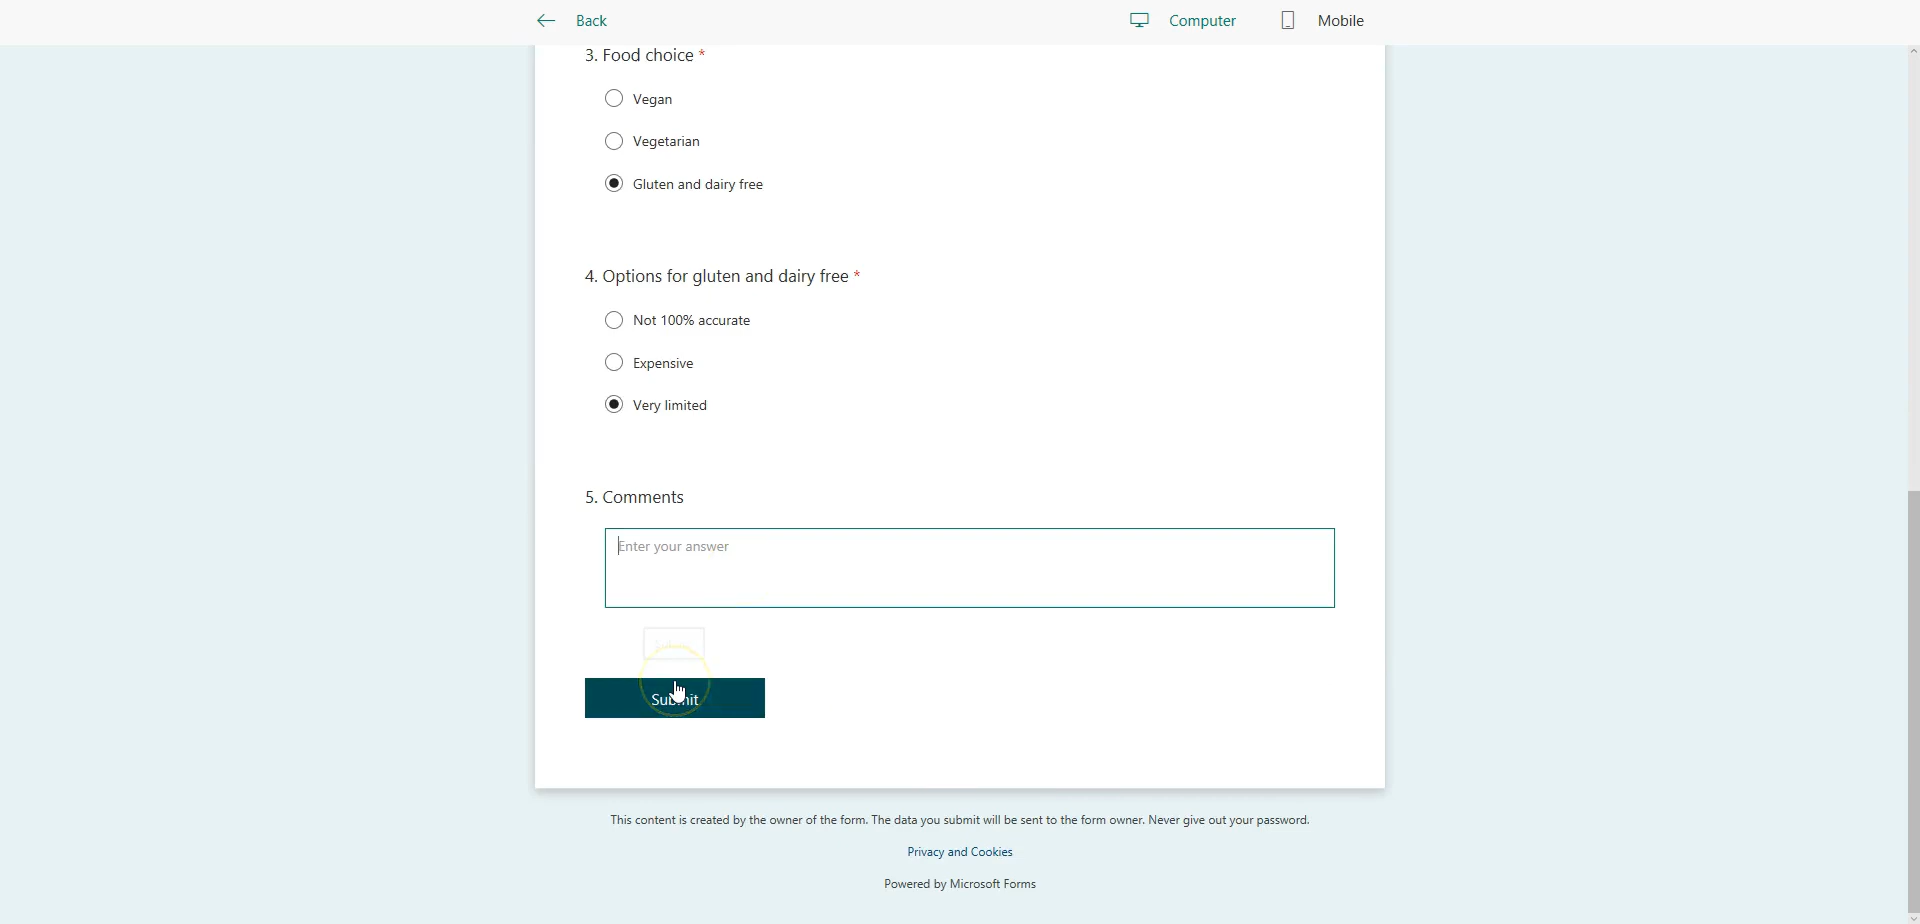 Back
Computer
Mobile
3. Food choice *
Vegan
Vegetarian
Gluten and dairy free
4. Options for gluten and dairy free *
Not 100% accurate
Expensive
Very limited
5. Comments
Enter your answer
Submit
This content is created by the owner of the form. The data you submit will be sent to the form owner. Never give out your password.
Privacy and Cookies
Powered by Microsoft Forms